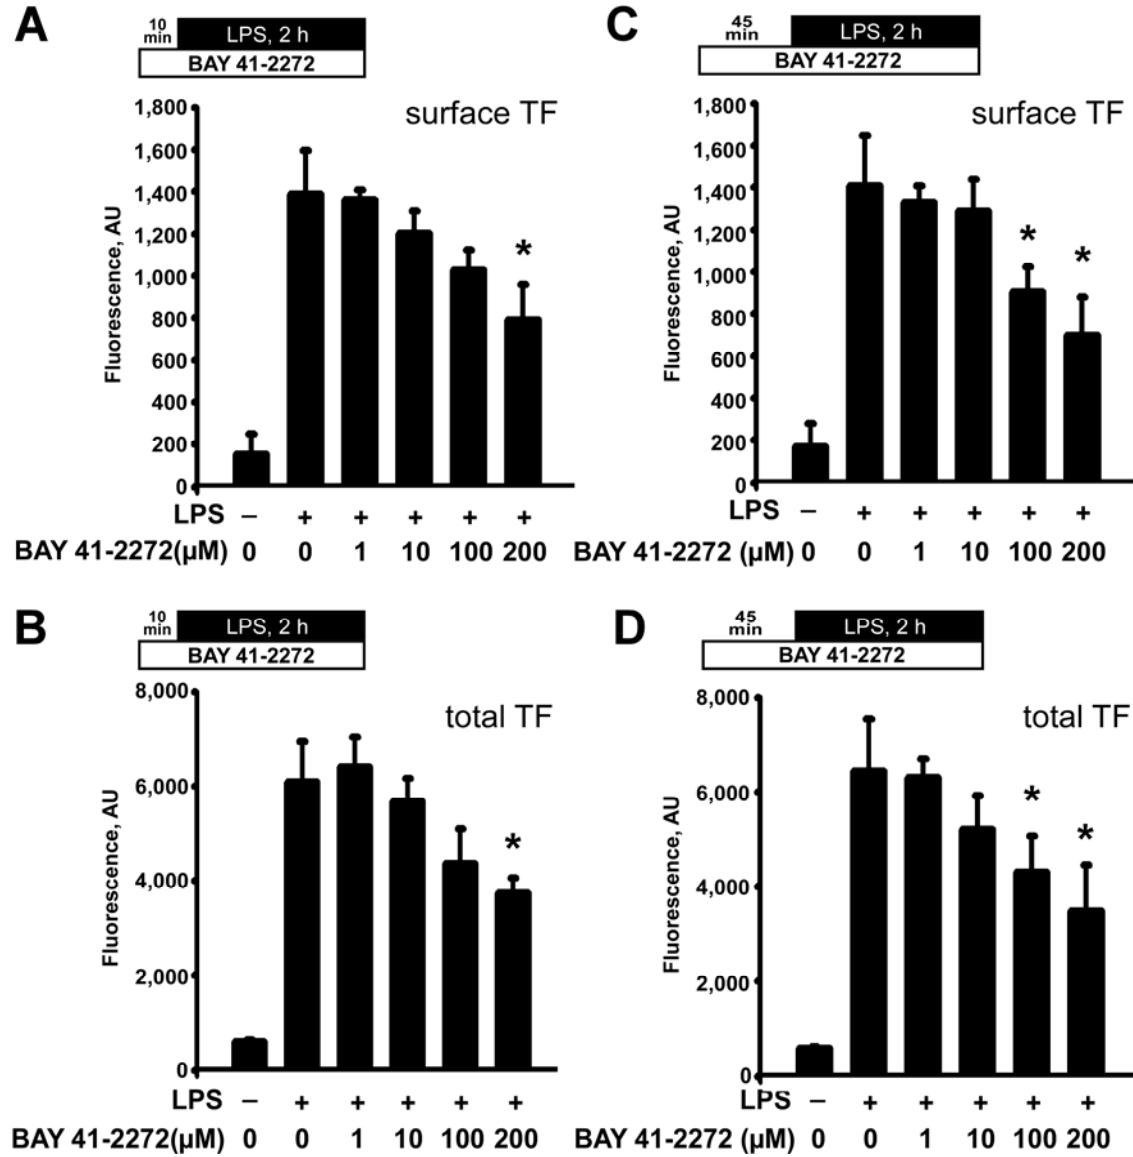 A
10 min LPS, 2 h
BAY 41-2272
surface TF
Fluorescence, AU
1,800
1,600
1,400
1,200
1,000
800
600
400
200
0
* 
LPS – + + + + +
BAY 41-2272(µM) 0 0 1 10 100 200
C
45 min LPS, 2 h
BAY 41-2272
surface TF
Fluorescence, AU
1,800
1,600
1,400
1,200
1,000
800
600
400
200
0
* *
LPS – + + + + +
BAY 41-2272 (µM) 0 0 1 10 100 200
B
10 min LPS, 2 h
BAY 41-2272
total TF
Fluorescence, AU
8,000
6,000
4,000
2,000
0
*
LPS – + + + + +
BAY 41-2272(µM) 0 0 1 10 100 200
D
45 min LPS, 2 h
BAY 41-2272
total TF
Fluorescence, AU
8,000
6,000
4,000
2,000
0
* *
LPS – + + + + +
BAY 41-2272 (µM) 0 0 1 10 100 200